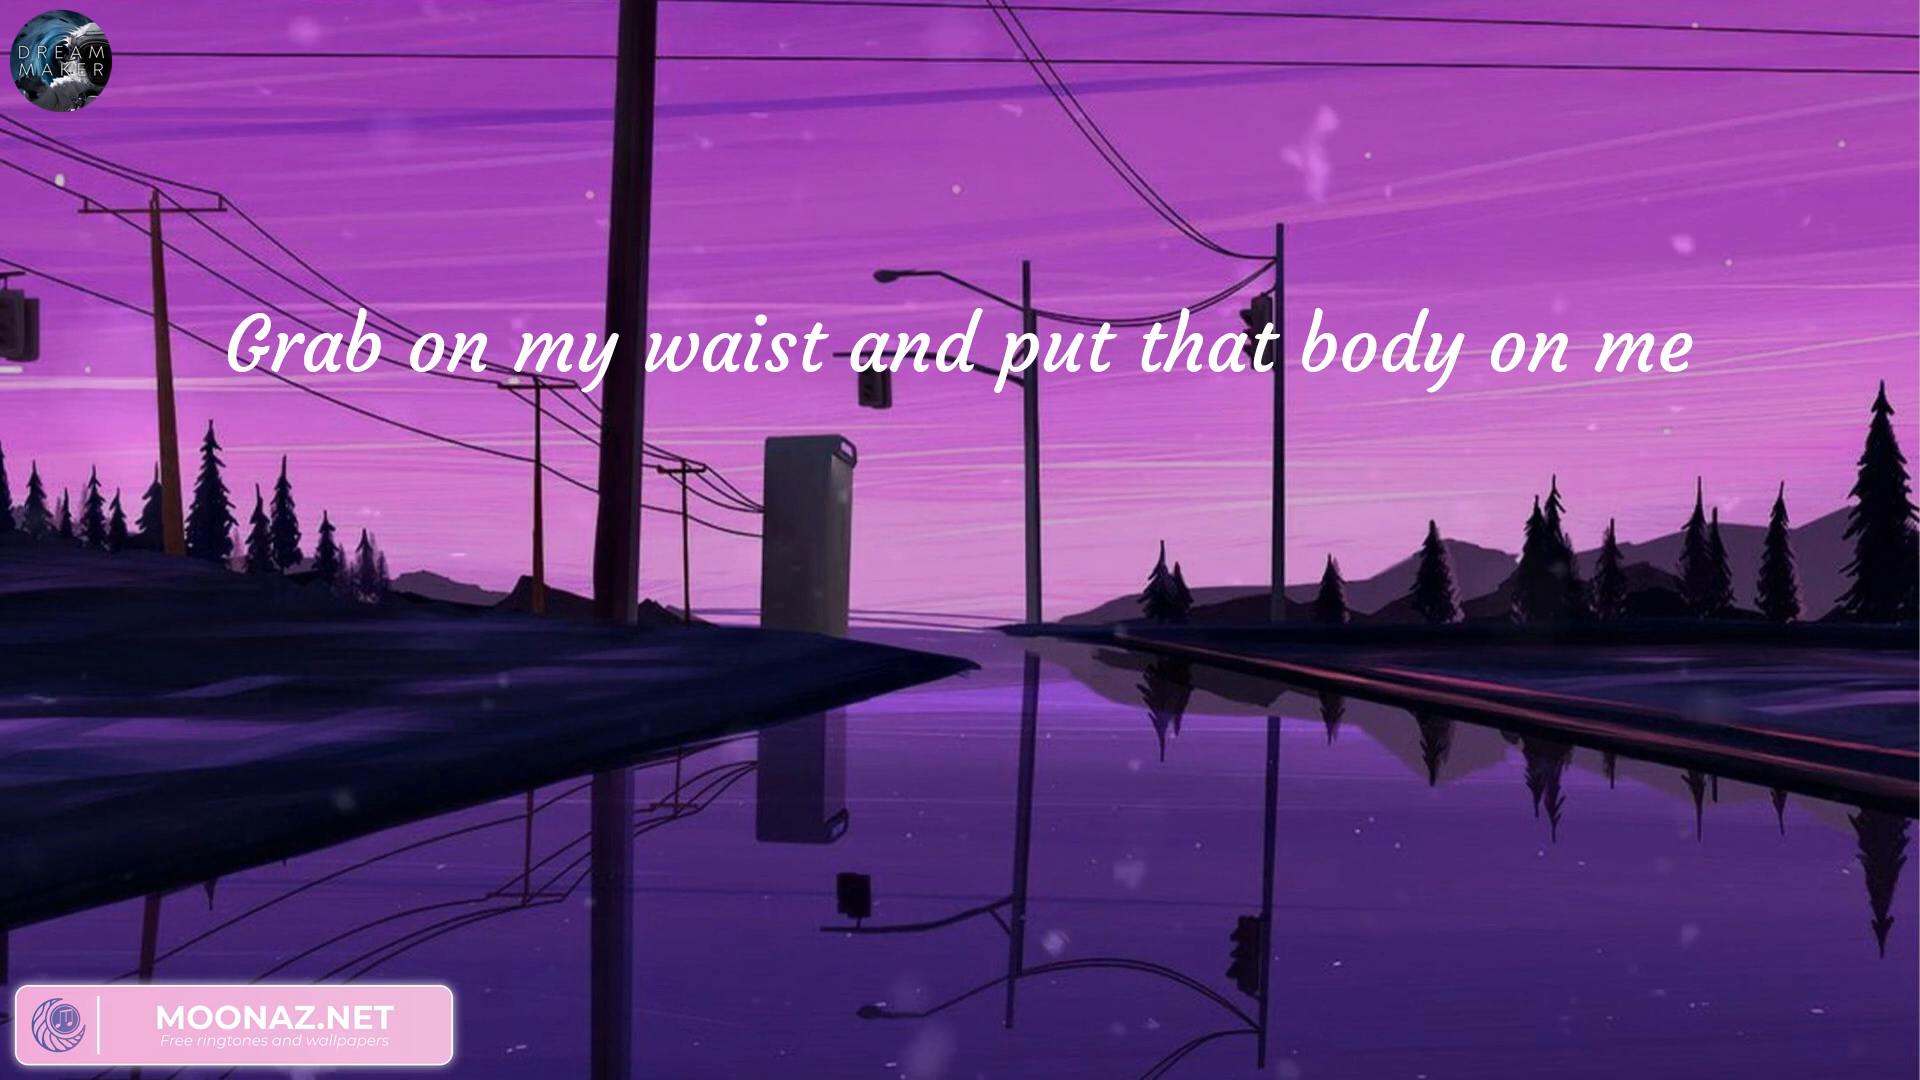 DREAM
MAKER
Grab on my waist and put that body on me
MOONAZ.NET
Free ringtones and wallpapers